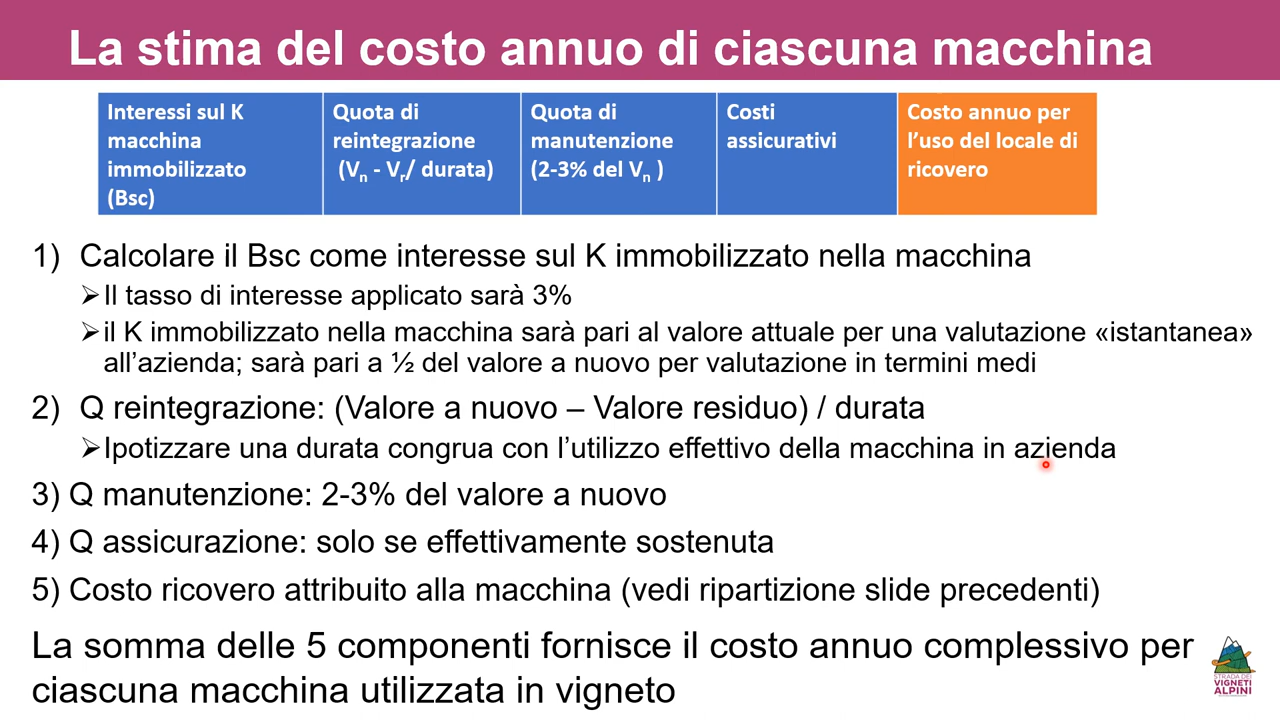 La stima del costo annuo di ciascuna macchina
Interessi sul K
macchina
immobilizzato
(Bsc)
Quota di
reintegrazione
(Vn - Vr/ durata)
Quota di
manutenzione
(2-3% del Vn )
Costi
assicurativi
Costo annuo per
l’uso del locale di
ricovero
1) Calcolare il Bsc come interesse sul K immobilizzato nella macchina
➢Il tasso di interesse applicato sarà 3%
➢il K immobilizzato nella macchina sarà pari al valore attuale per una valutazione «istantanea»
all’azienda; sarà pari a ½ del valore a nuovo per valutazione in termini medi
2) Q reintegrazione: (Valore a nuovo – Valore residuo) / durata
➢Ipotizzare una durata congrua con l’utilizzo effettivo della macchina in azienda
3) Q manutenzione: 2-3% del valore a nuovo
4) Q assicurazione: solo se effettivamente sostenuta
5) Costo ricovero attribuito alla macchina (vedi ripartizione slide precedenti)
La somma delle 5 componenti fornisce il costo annuo complessivo per
ciascuna macchina utilizzata in vigneto
STRADA DEI
VIGNETI
ALPINI